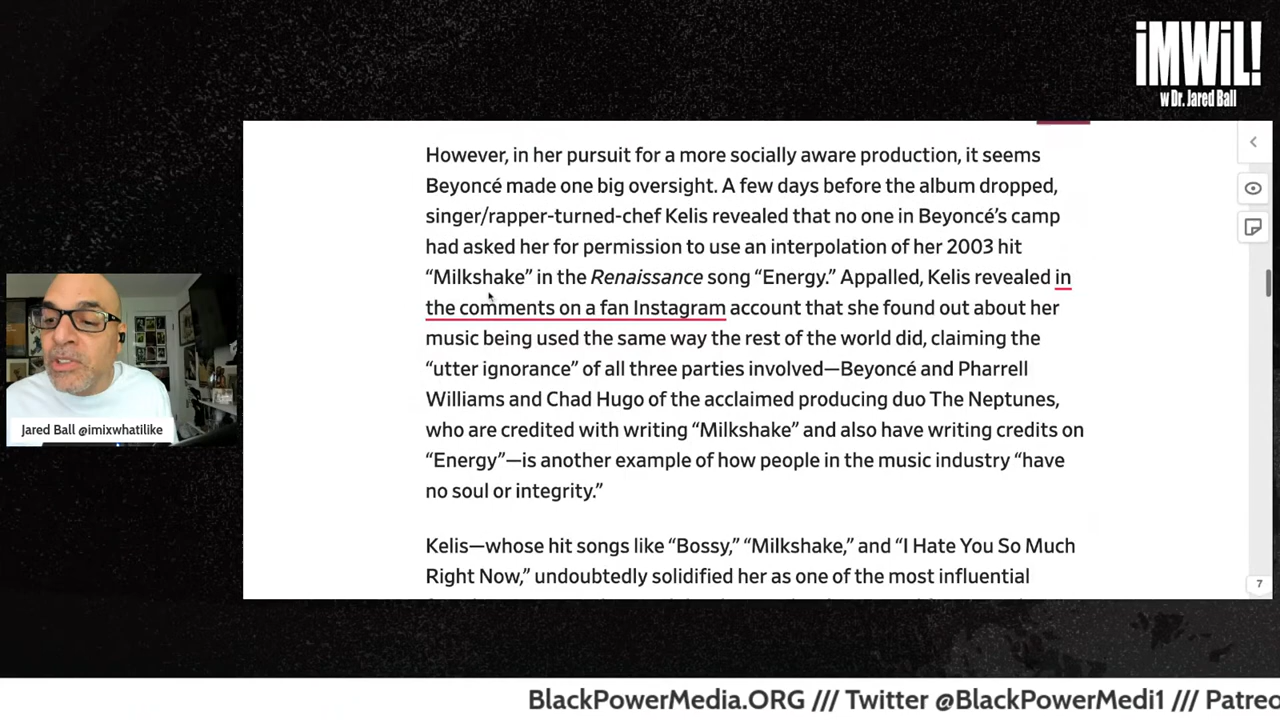 iMWiL!
w Dr. Jared Ball
However, in her pursuit for a more socially aware production, it seems
Beyoncé made one big oversight. A few days before the album dropped,
singer/rapper-turned-chef Kelis revealed that no one in Beyoncé’s camp
had asked her for permission to use an interpolation of her 2003 hit
“Milkshake” in the Renaissance song “Energy.” Appalled, Kelis revealed in
the comments on a fan Instagram account that she found out about her
music being used the same way the rest of the world did, claiming the
“utter ignorance” of all three parties involved—Beyoncé and Pharrell
Williams and Chad Hugo of the acclaimed producing duo The Neptunes,
who are credited with writing “Milkshake” and also have writing credits on
“Energy”—is another example of how people in the music industry “have
no soul or integrity.”
Kelis—whose hit songs like “Bossy,” “Milkshake,” and “I Hate You So Much
Right Now,” undoubtedly solidified her as one of the most influential
7
Jared Ball @imixwhatilike
BlackPowerMedia.ORG /// Twitter @BlackPowerMedi1 /// Patreo